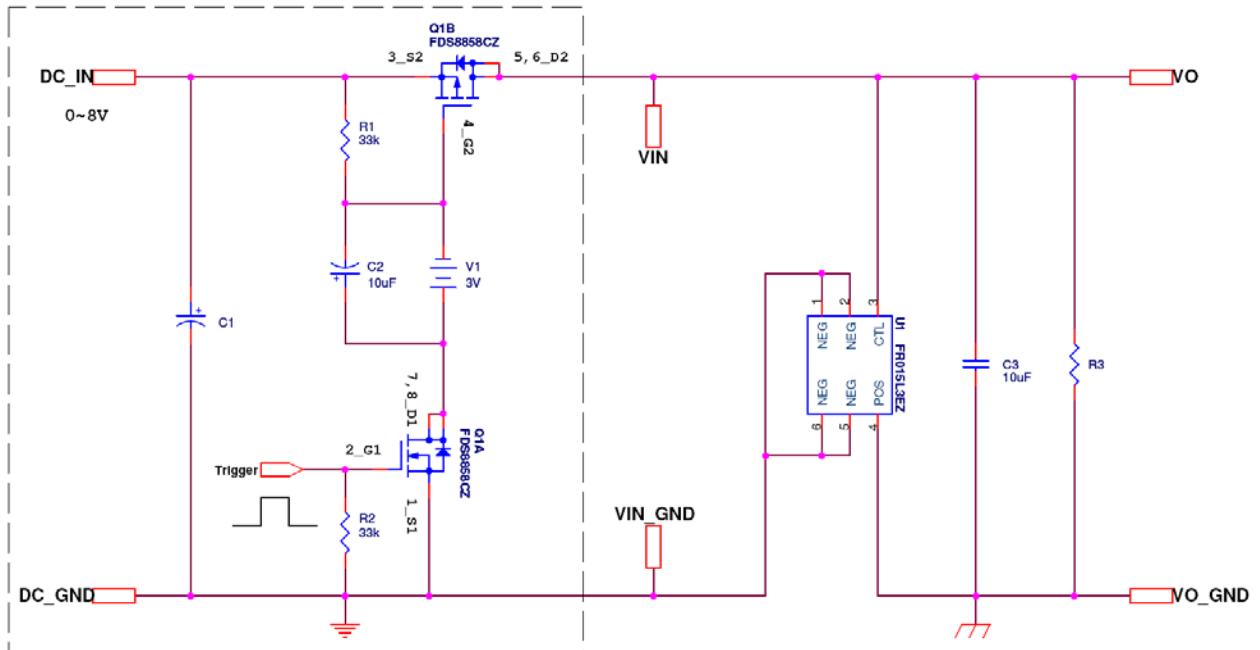 Q1B
FDS8858CZ
3_S2
5,6_D2
DC_IN
VO
0~8V
R1
33k
4_G2
VIN
C2
10uF
V1
3V
C1
1
2
3
NEG
NEG
CTL
U1
FR015L3EZ
NEG
NEG
POS
6
5
4
C3
10uF
R3
7,8_D1
Q1A
FDS8858CZ
2_G1
Trigger
1_S1
R2
33k
VIN_GND
DC_GND
VO_GND